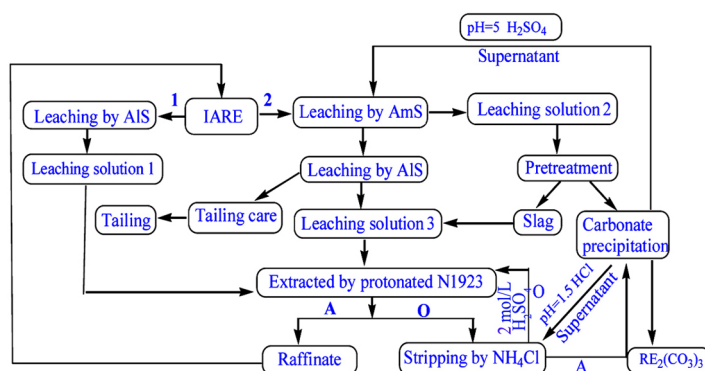 pH=5 H₂SO₄
Supernatant
1
2
Leaching by AlS
IARE
Leaching by AmS
Leaching solution 2
Leaching solution 1
Leaching by AlS
Pretreatment
Tailing
Tailing care
Leaching solution 3
Slag
Carbonate
precipitation
Extracted by protonated N1923
2 mol/L
H₂SO₄
O
pH=1.5 HCl
Supernatant
A
O
Raffinate
Stripping by NH₄Cl
A
RE₂(CO₃)₃